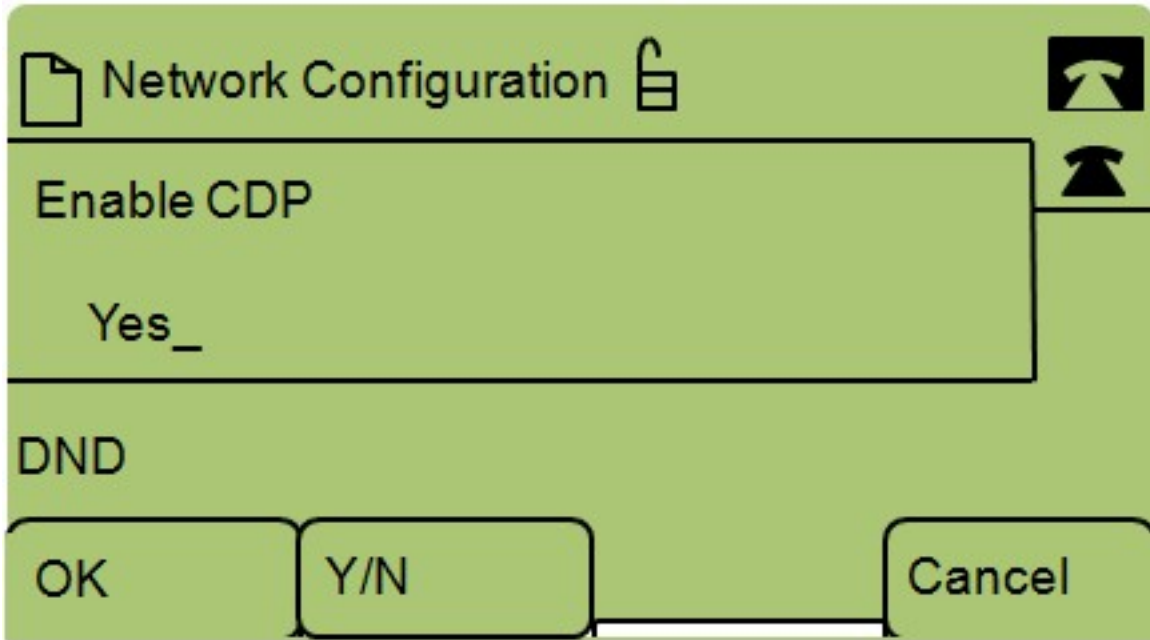 Network Configuration
Enable CDP
Yes_
DND
OK Y/N Cancel